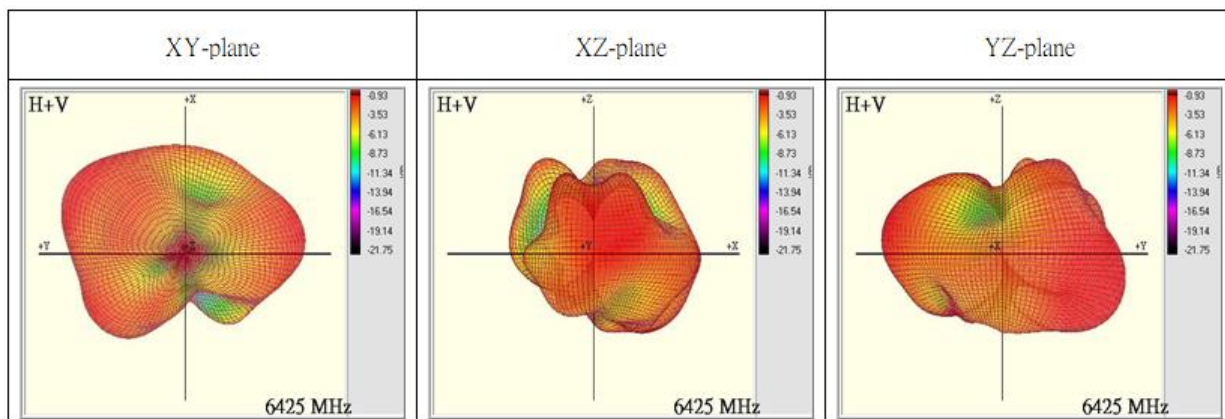 XY-plane
XZ-plane
YZ-plane
H+V
+X
+Y
-0.93
-3.53
-6.13
-8.73
-11.34
-13.94
-16.54
-19.14
-21.75
6425 MHz
H+V
+Z
+Y
+X
-0.93
-3.53
-6.13
-8.73
-11.34
-13.94
-16.54
-19.14
-21.75
6425 MHz
H+V
+Z
+X
+Y
-0.93
-3.53
-6.13
-8.73
-11.34
-13.94
-16.54
-19.14
-21.75
6425 MHz